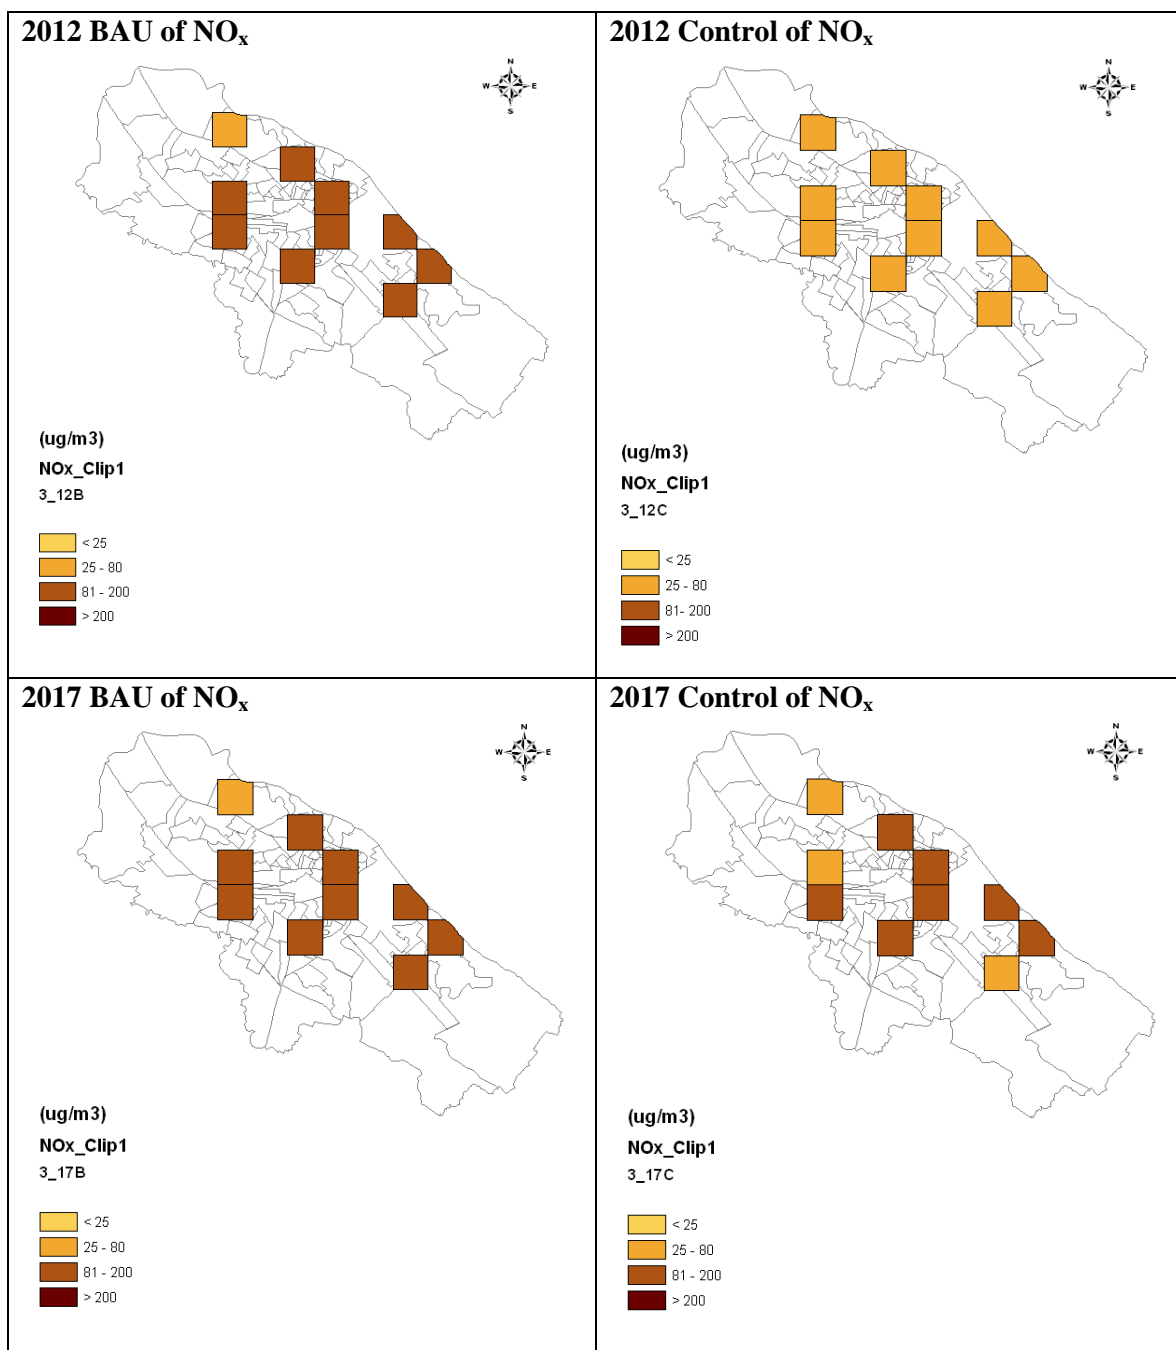 2012 BAU of NOx
N
W E
S
(ug/m3)
NOx_Clip1
3_12B
< 25
25 - 80
81 - 200
> 200
2012 Control of NOx
N
W E
S
(ug/m3)
NOx_Clip1
3_12C
< 25
25 - 80
81- 200
> 200
2017 BAU of NOx
N
W E
S
(ug/m3)
NOx_Clip1
3_17B
< 25
25 - 80
81 - 200
> 200
2017 Control of NOx
N
W E
S
(ug/m3)
NOx_Clip1
3_17C
< 25
25 - 80
81 - 200
> 200